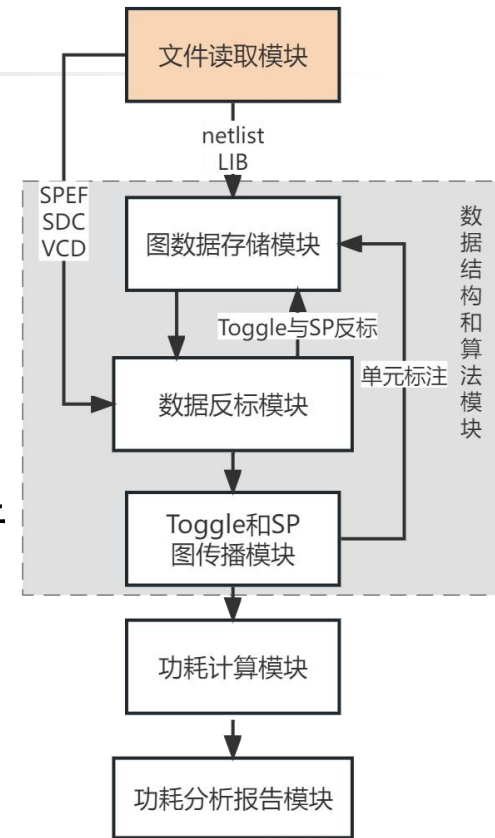 文件读取模块
netlist
LIB
SPEF
SDC
VCD
图数据存储模块
数据结构和算法模块
Toggle与SP反标
单元标注
数据反标模块
Toggle和SP
图传播模块
功耗计算模块
功耗分析报告模块